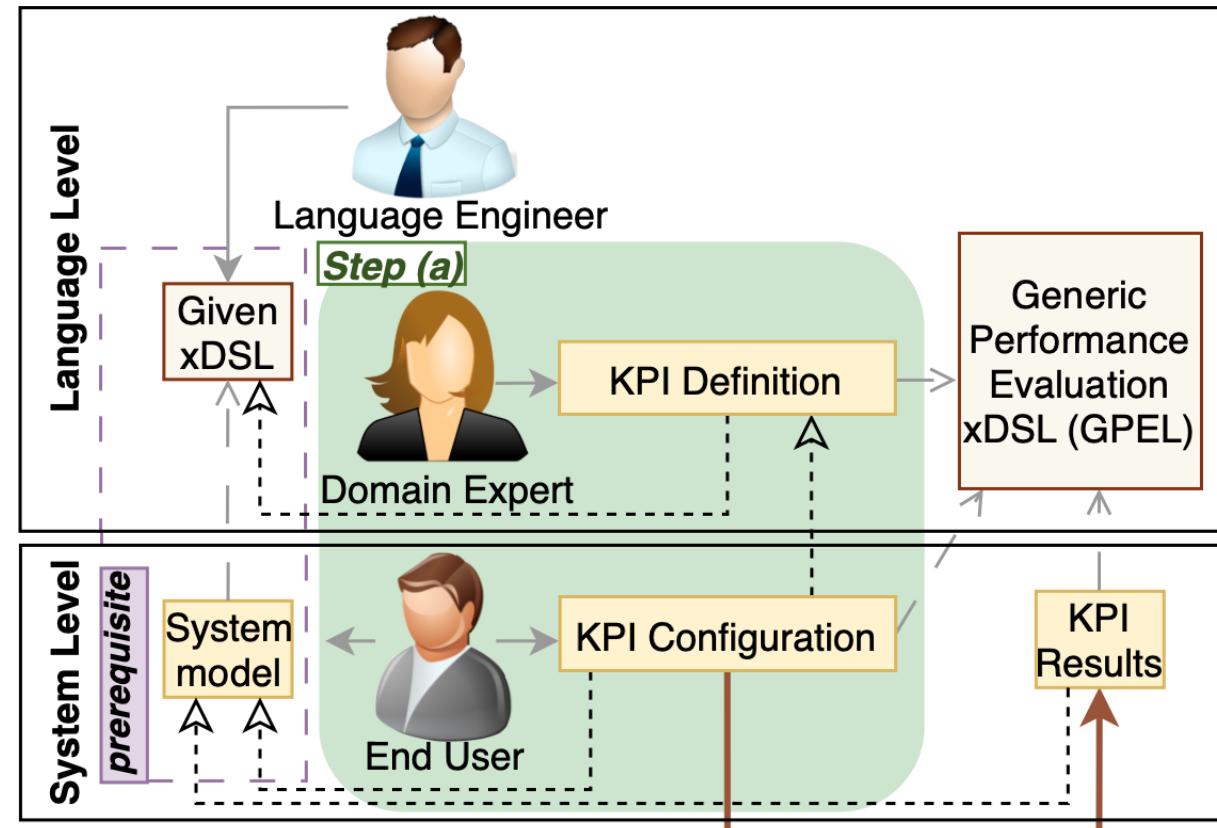 Language Level
Language Engineer
Step (a)
Given
xDSL
KPI Definition
Generic
Performance
Evaluation
xDSL (GPEL)
Domain Expert
System Level
prerequisite
System
model
KPI Configuration
KPI
Results
End User